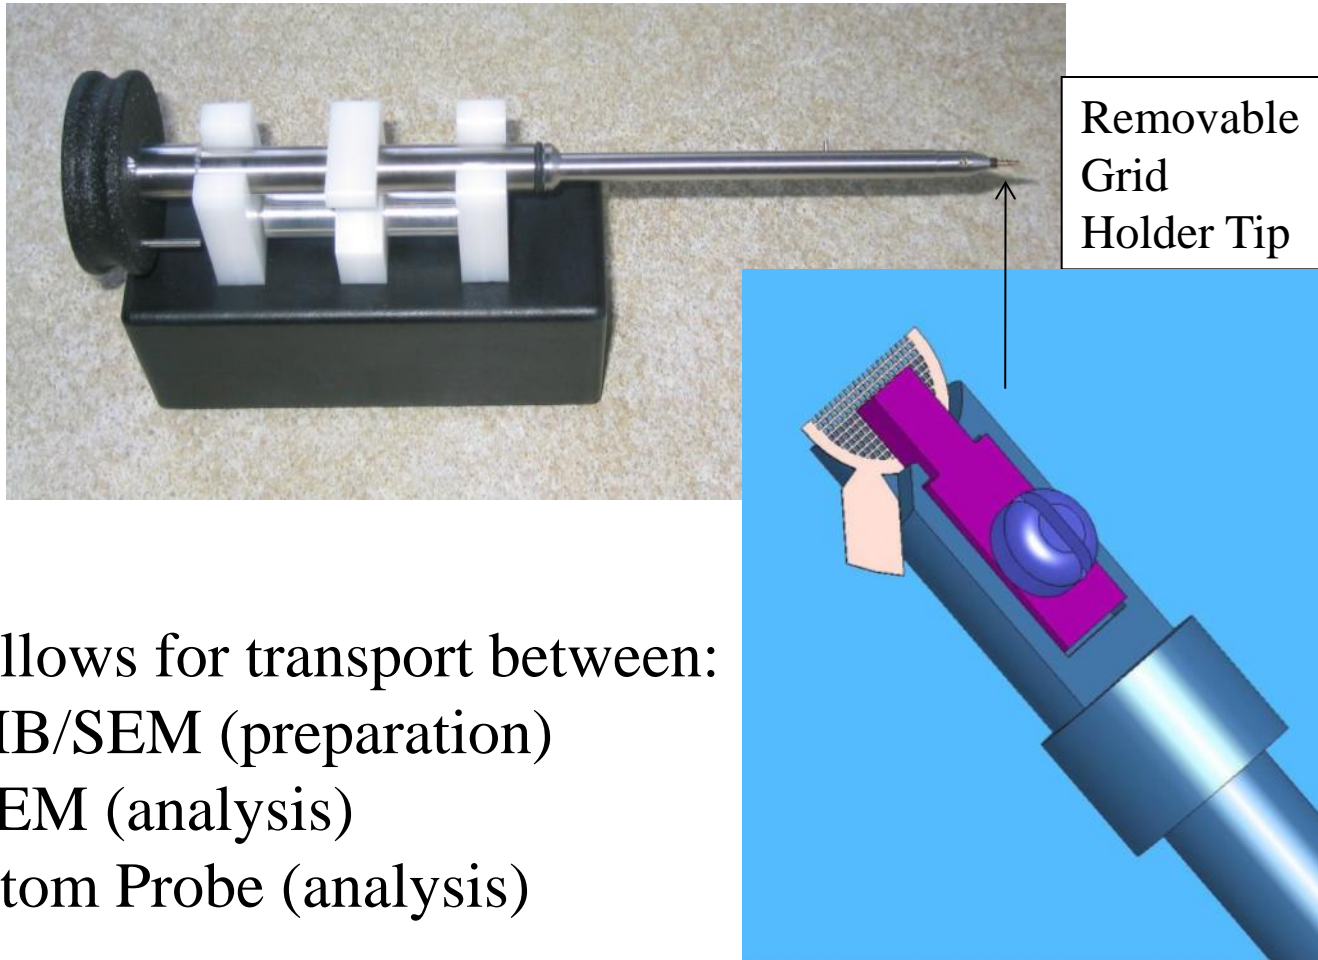 Removable
Grid
Holder Tip
llows for transport between:
IB/SEM (preparation)
EM (analysis)
tom Probe (analysis)